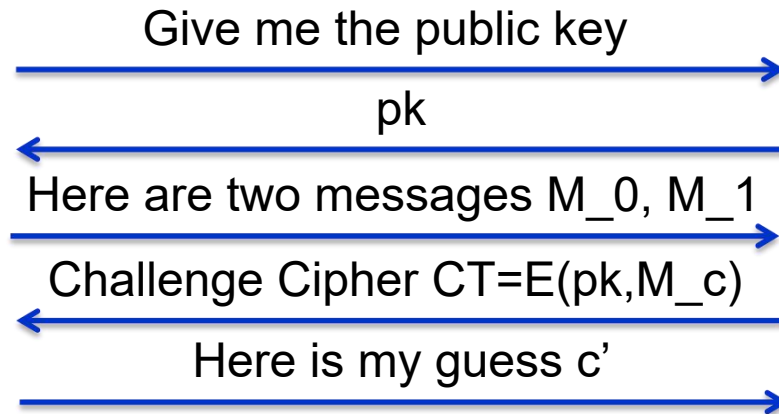 Give me the public key
pk
Here are two messages M_0, M_1
Challenge Cipher CT=E(pk,M_c)
Here is my guess c’